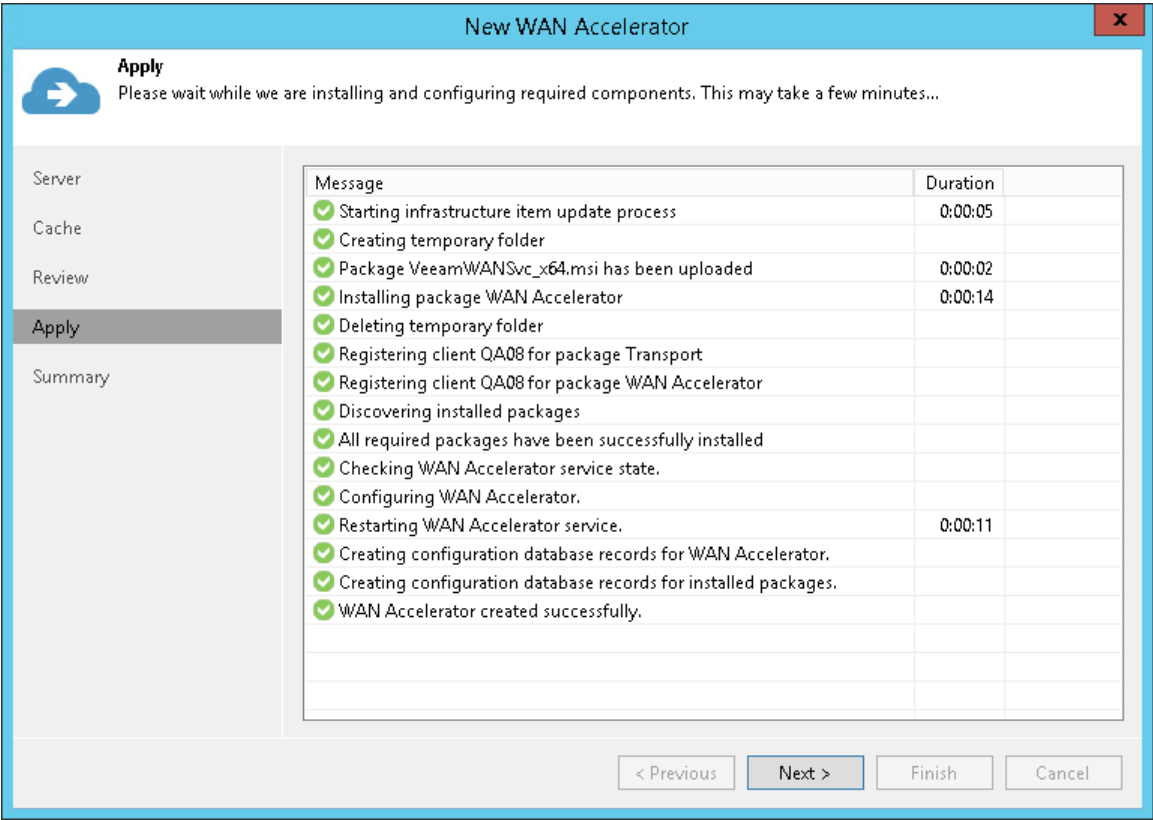 New WAN Accelerator
x
Apply
Please wait while we are installing and configuring required components. This may take a few minutes...
Server
Cache
Review
Apply
Summary
Message Duration
Starting infrastructure item update process 0:00:05
Creating temporary folder
Package VeeamWANSvc_x64.msi has been uploaded 0:00:02
Installing package WAN Accelerator 0:00:14
Deleting temporary folder
Registering client QA08 for package Transport
Registering client QA08 for package WAN Accelerator
Discovering installed packages
All required packages have been successfully installed
Checking WAN Accelerator service state.
Configuring WAN Accelerator.
Restarting WAN Accelerator service. 0:00:11
Creating configuration database records for WAN Accelerator.
Creating configuration database records for installed packages.
WAN Accelerator created successfully.
< Previous Next > Finish Cancel